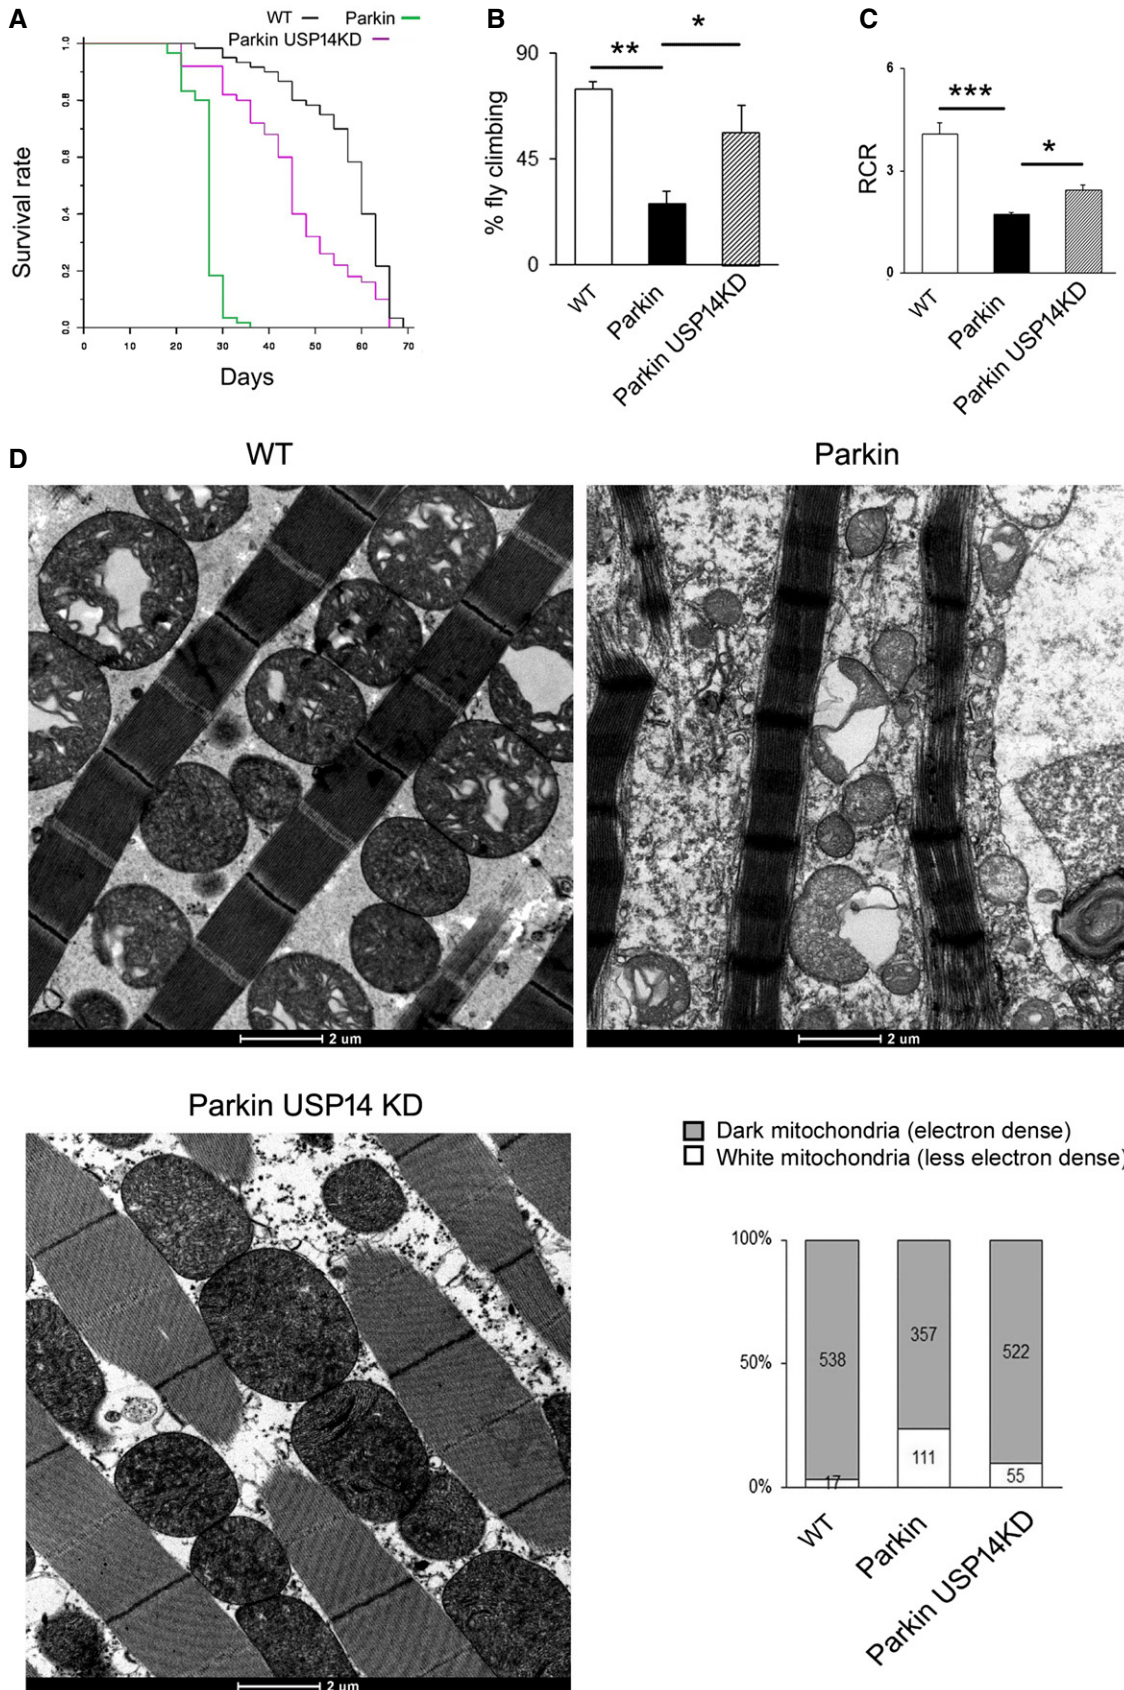 A
WT
Parkin
Parkin USP14KD
Survival rate
1.0
0.8
0.6
0.4
0.2
0.0
0 10 20 30 40 50 60 70
Days
B
% fly climbing
90
45
0
**
*
WT
Parkin
Parkin USP14KD
C
RCR
6
3
0
***
*
WT
Parkin
Parkin USP14KD
D
WT
2 um
Parkin
2 um
Parkin USP14 KD
2 um
Dark mitochondria (electron dense)
White mitochondria (less electron dense)
100%
50%
0%
538
17
357
111
522
55
WT
Parkin
Parkin USP14KD